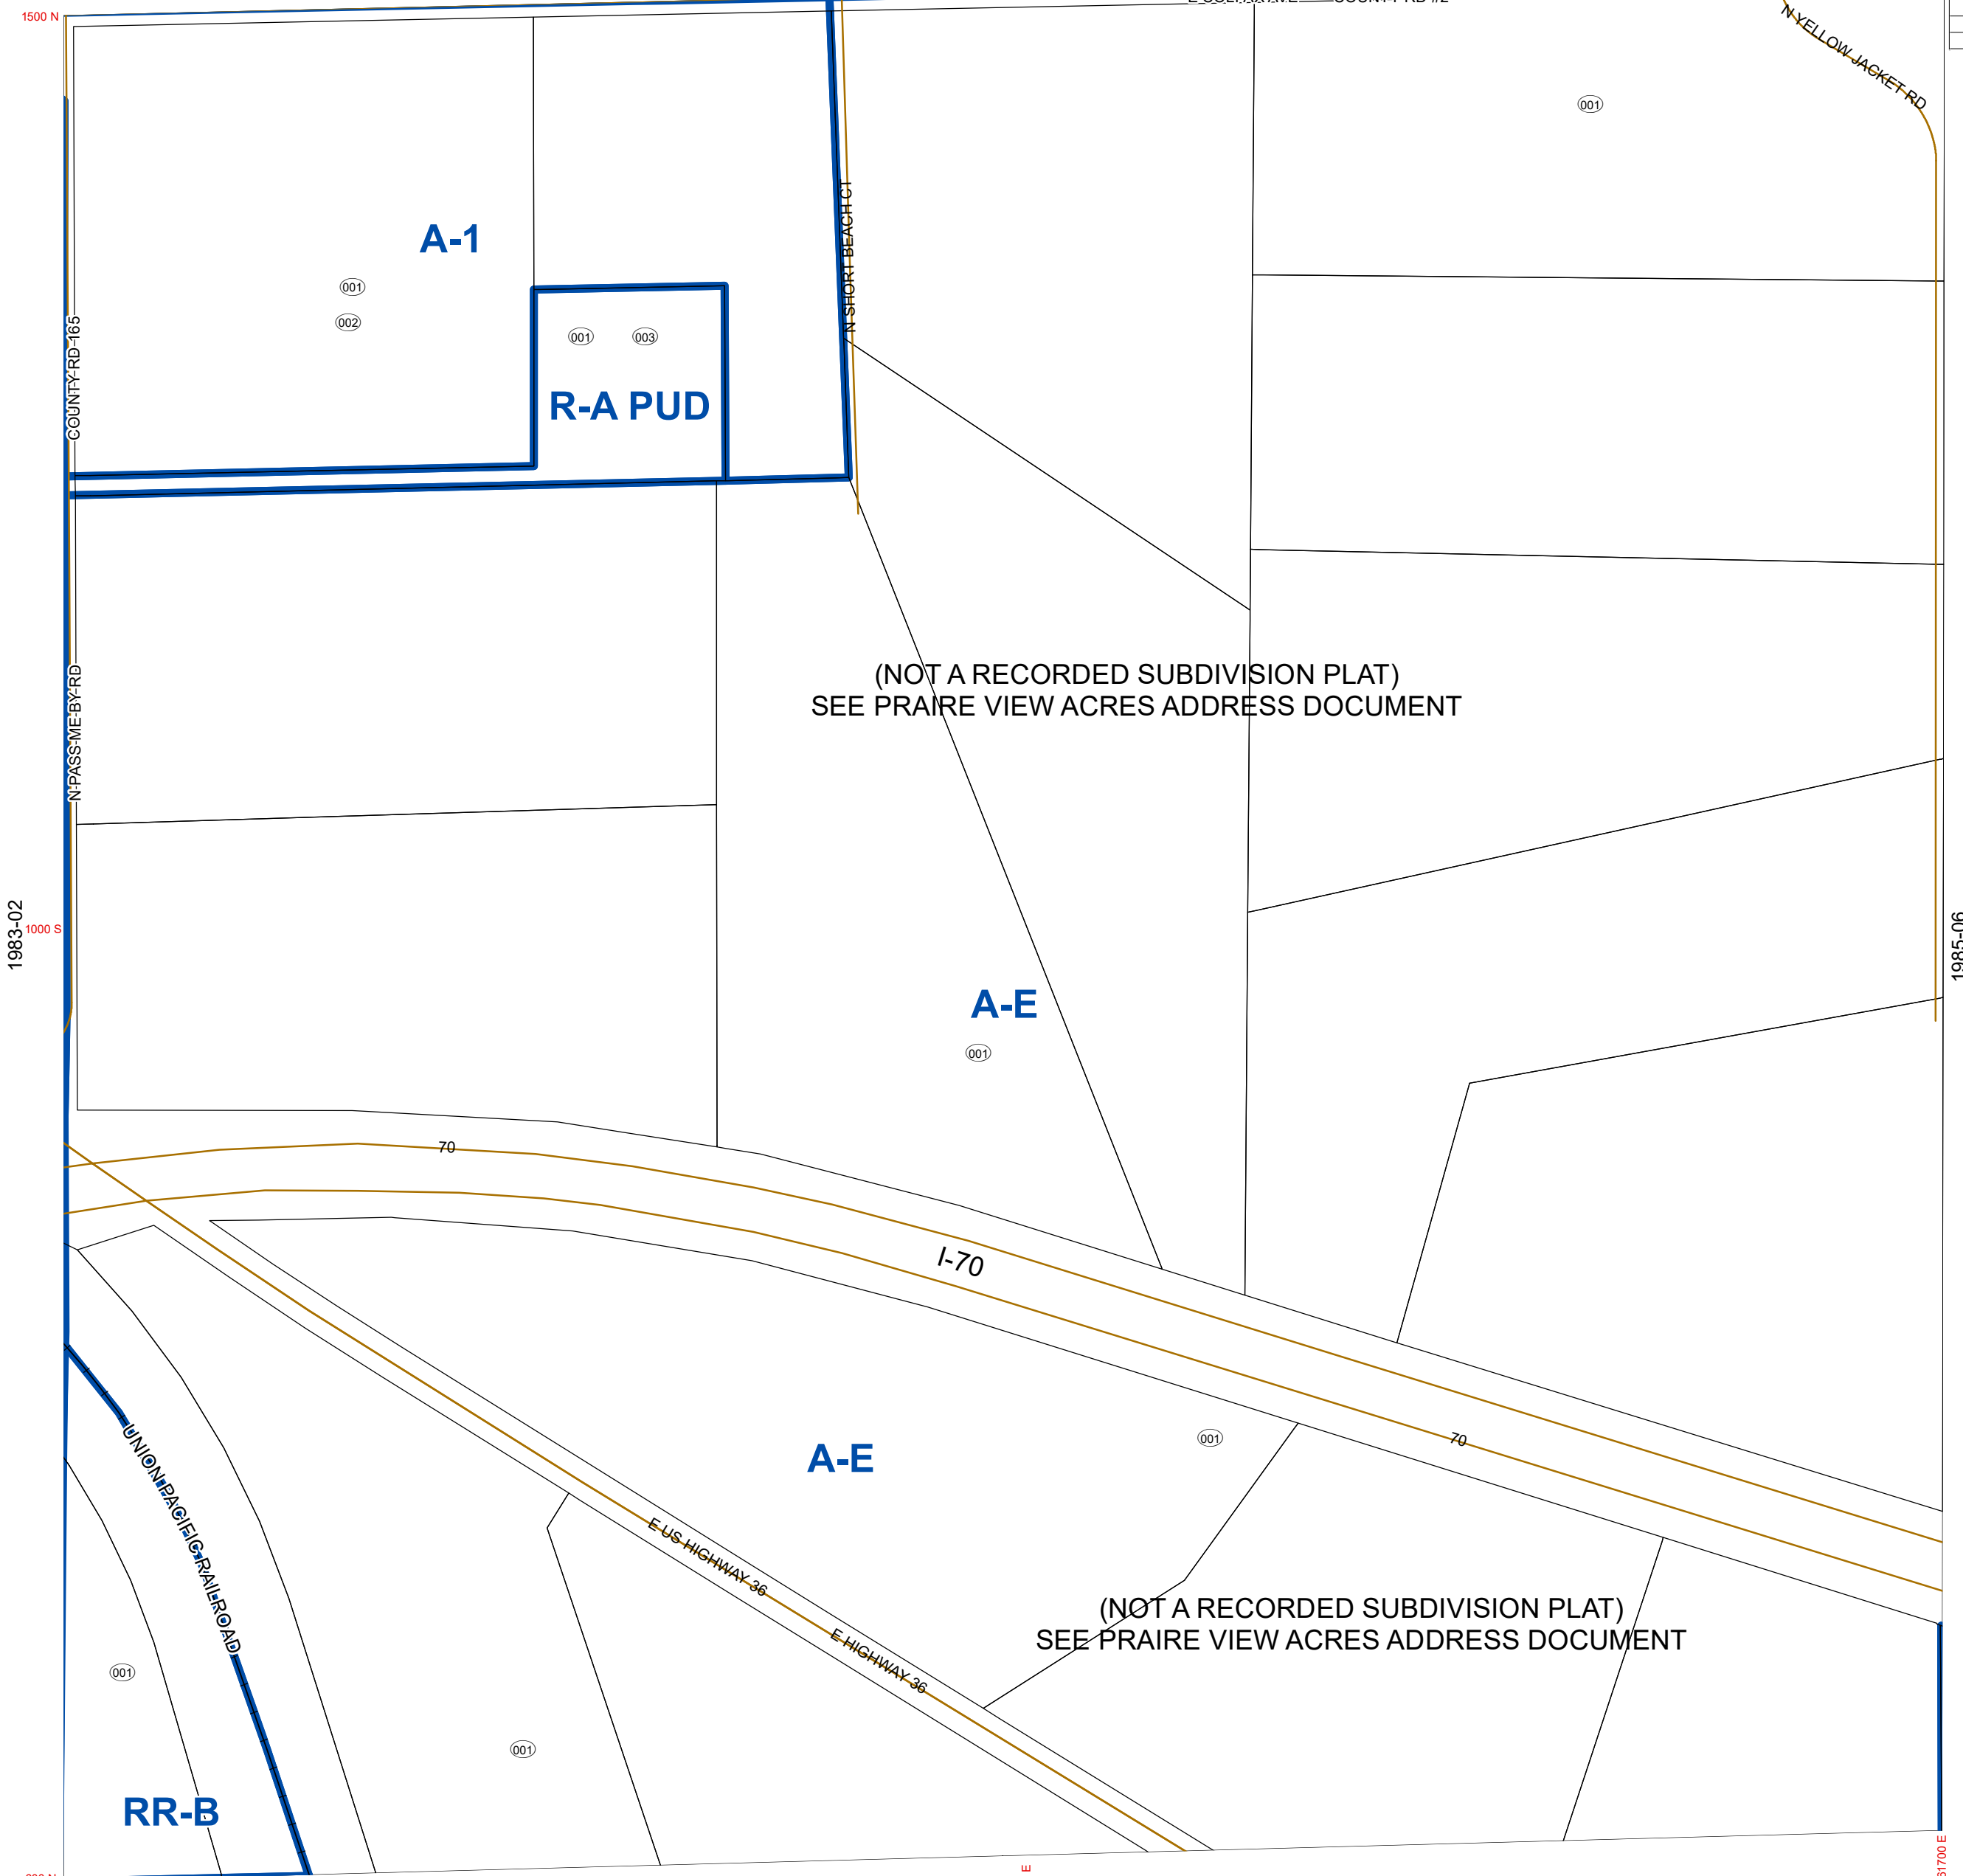 1500 N
N YELLOW JACKET RD
001
A-1
001
002
COUNTY RD 165
N SHORT BEACH CT
001
003
R-A PUD
N PASS ME BY RD
(NOT A RECORDED SUBDIVISION PLAT)
SEE PRAIRE VIEW ACRES ADDRESS DOCUMENT
1983-02
1000 S
1985-06
A-E
001
70
I-70
70
001
A-E
UNION PACIFIC RAILROAD
E US HIGHWAY 36
(NOT A RECORDED SUBDIVISION PLAT)
SEE PRAIRE VIEW ACRES ADDRESS DOCUMENT
E HIGHWAY 36
001
001
RR-B
E
61700 E